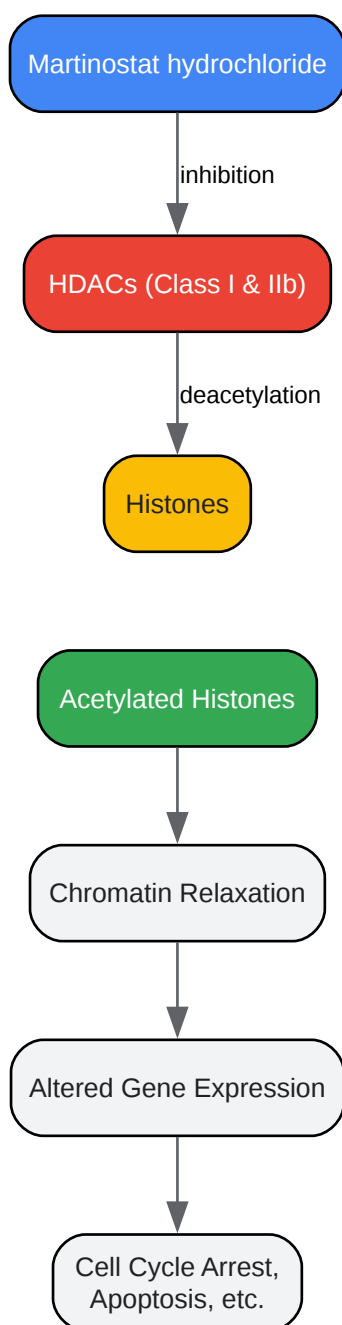 Martinostat hydrochloride
inhibition
HDACs (Class I & IIb)
deacetylation
Histones
Acetylated Histones
Chromatin Relaxation
Altered Gene Expression
Cell Cycle Arrest,
Apoptosis, etc.